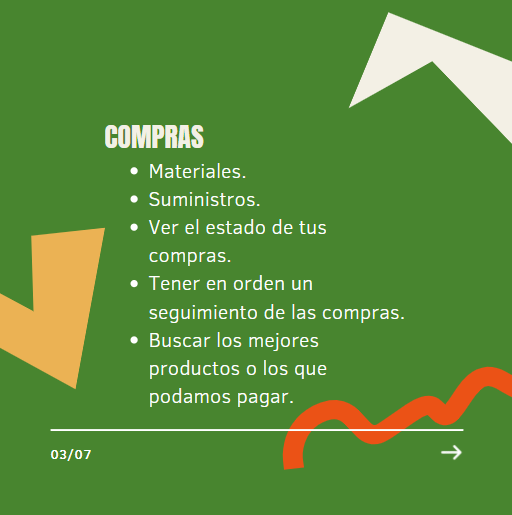 COMPRAS
• Materiales.
• Suministros.
• Ver el estado de tus
compras.
• Tener en orden un
seguimiento de las compras.
• Buscar los mejores
productos o los que
podamos pagar.
03/07